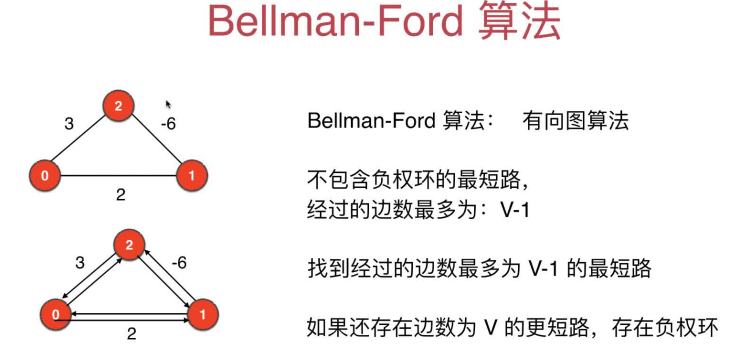 Bellman-Ford 算法
2
3
-6
0
1
2
Bellman-Ford 算法： 有向图算法
不包含负权环的最短路，
经过的边数最多为：V-1
2
3
-6
0
1
2
找到经过的边数最多为 V-1 的最短路
如果还存在边数为 V 的更短路，存在负权环